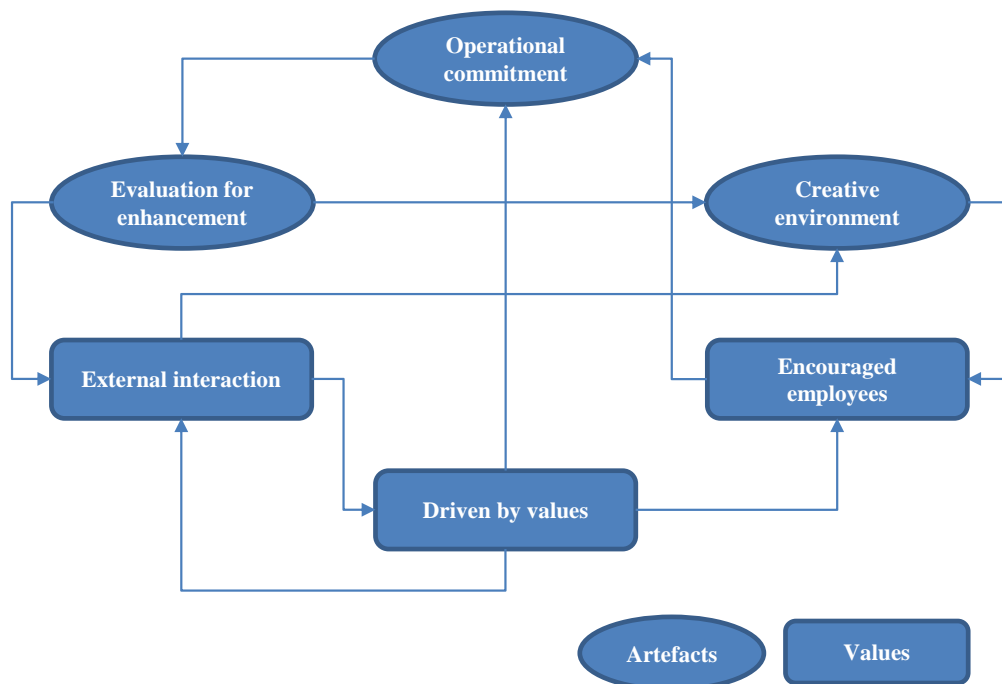 Operational
commitment
Evaluation for
enhancement
Creative
environment
External interaction
Encouraged
employees
Driven by values
Artefacts
Values